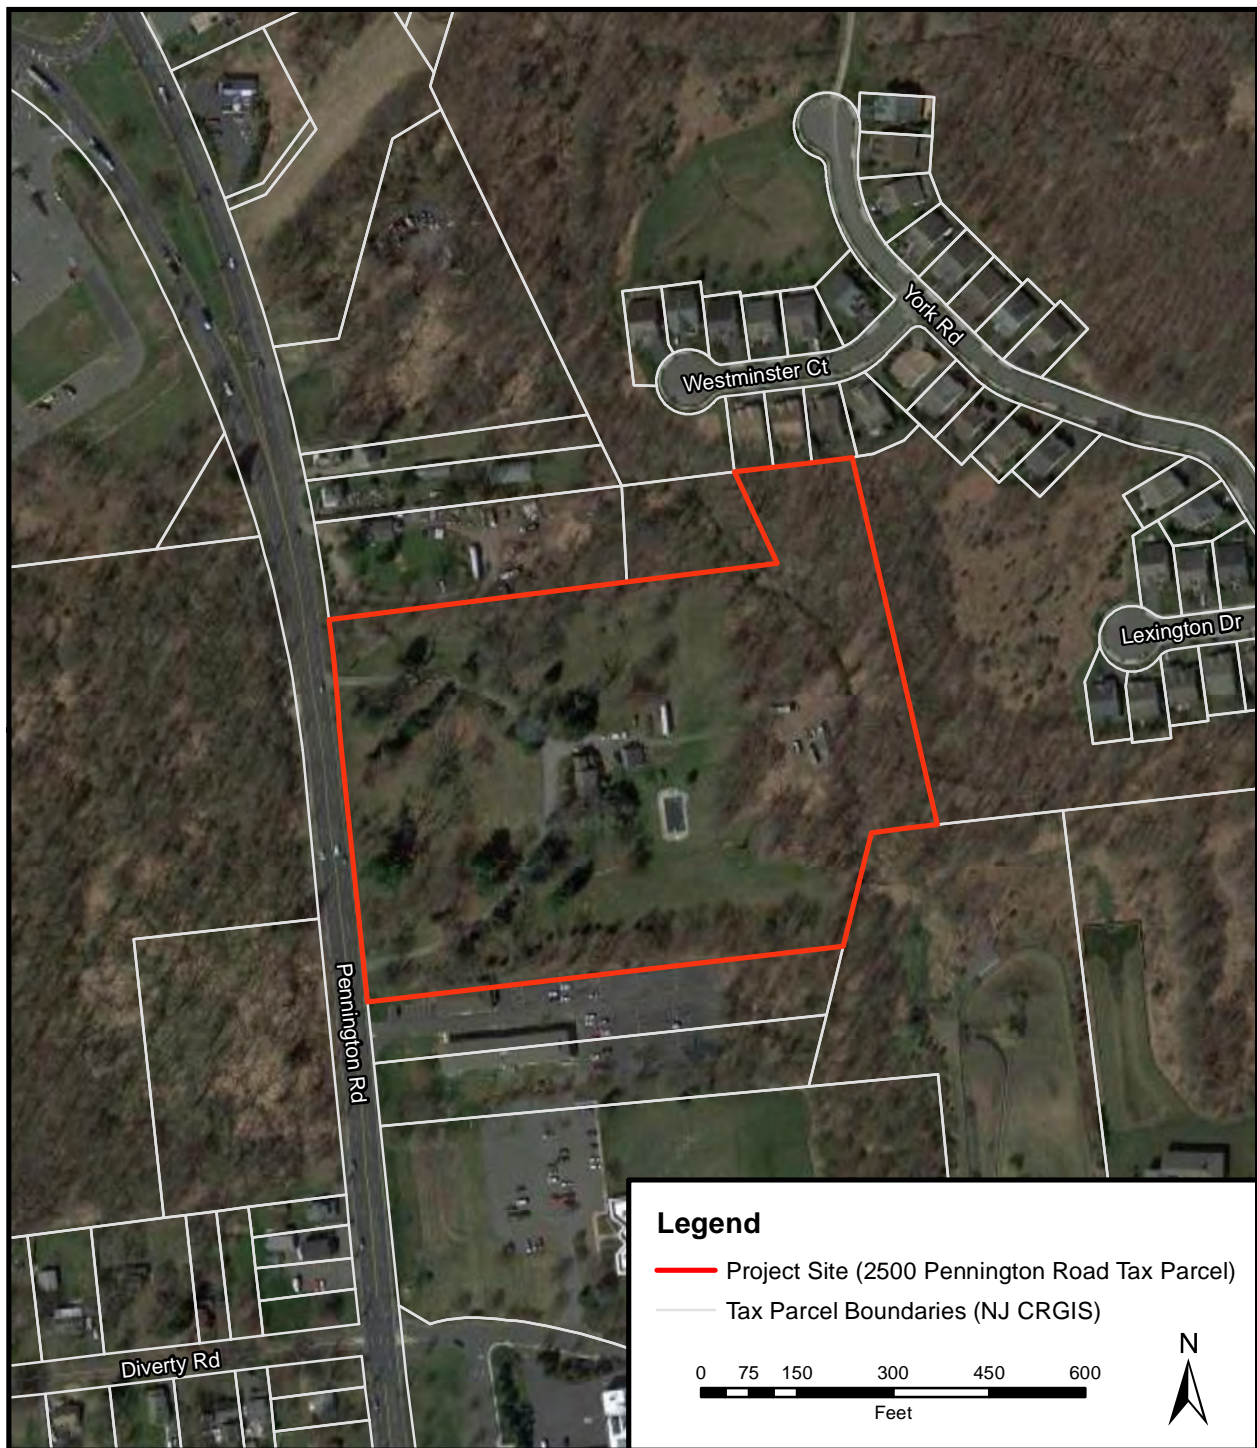 York Rd
Westminster Ct
Lexington Dr
Pennington Rd
Diverty Rd
Legend
Project Site (2500 Pennington Road Tax Parcel)
Tax Parcel Boundaries (NJ CRGIS)
N
0 75 150 300 450 600
Feet